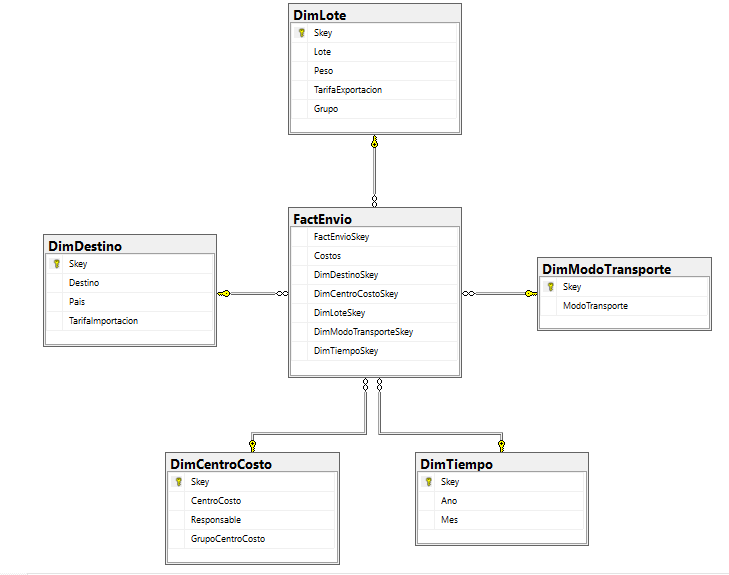 DimLote
Skey
Lote
Peso
TarifaExportacion
Grupo
FactEnvio
FactEnvioSkey
Costos
DimDestinoSkey
DimCentroCostoSkey
DimLoteSkey
DimModoTransporteSkey
DimTiempoSkey
DimDestino
Skey
Destino
Pais
TarifaImportacion
DimModoTransporte
Skey
ModoTransporte
DimCentroCosto
Skey
CentroCosto
Responsable
GrupoCentroCosto
DimTiempo
Skey
Ano
Mes